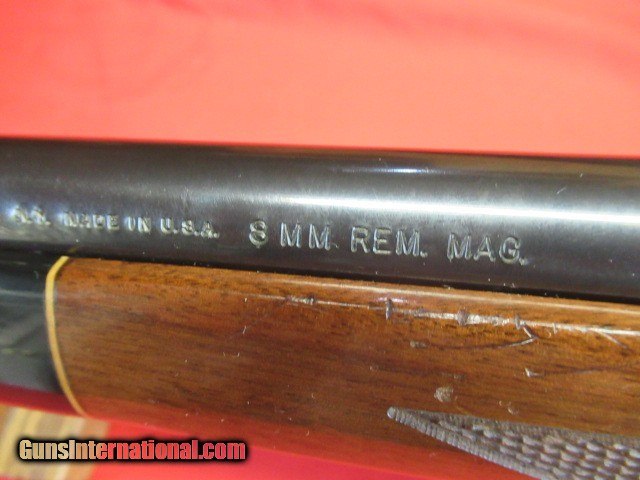 MADE IN U.S.A. 8 MM REM. MAG.
GunsInternational.com